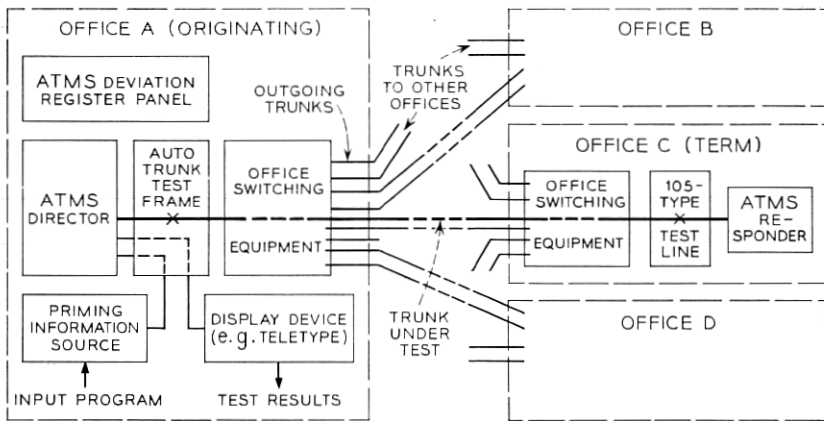 OFFICE A (ORIGINATING)
ATMS DEVIATION
REGISTER PANEL
ATMS
DIRECTOR
AUTO
TRUNK
TEST
FRAME
OFFICE
SWITCHING
EQUIPMENT
PRIMING
INFORMATION
SOURCE
DISPLAY DEVICE
(e.g. TELETYPE)
INPUT PROGRAM
TEST RESULTS
OUTGOING
TRUNKS
TRUNKS
TO OTHER
OFFICES
TRUNK
UNDER
TEST
OFFICE B
OFFICE C (TERM)
OFFICE
SWITCHING
EQUIPMENT
105-
TYPE
TEST
LINE
ATMS
RE-
SPONDER
OFFICE D